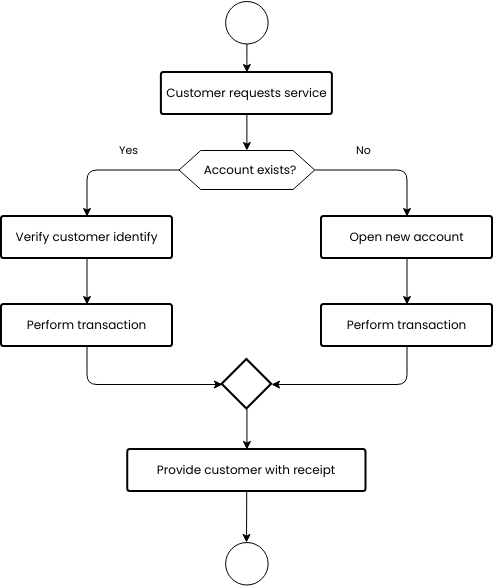 Customer requests service
Yes
No
Account exists?
Verify customer identify
Open new account
Perform transaction
Perform transaction
Provide customer with receipt